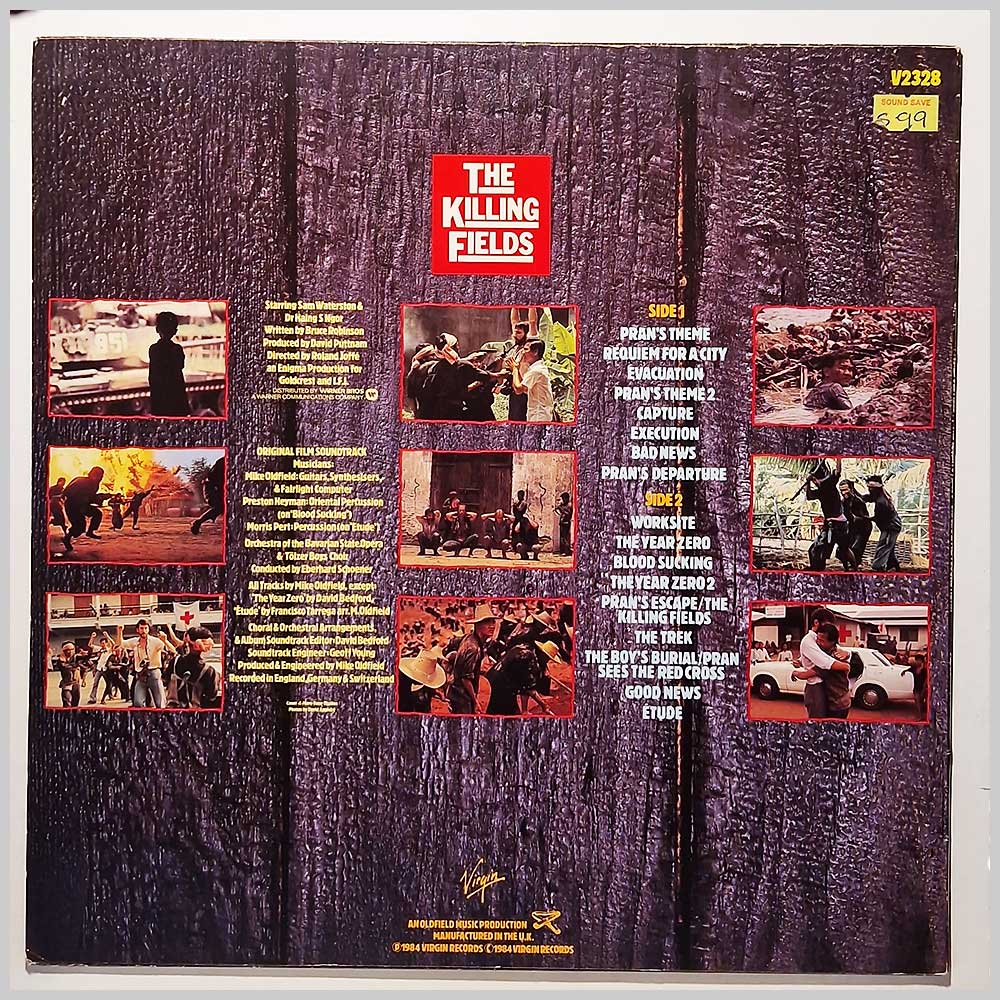 V2328
SOUND SAVE
THE
KILLING
FIELDS
851
Starring Sam Waterston &
Dr Haing S Ngor
Written by Bruce Robinson
Produced by David Puttnam
Directed by Roland Joffé
an Enigma Production For
Goldcrest and I.F.I.
DISTRIBUTED BY WARNER BROS
A WARNER COMMUNICATIONS COMPANY
ORIGINAL FILM SOUNDTRACK
Musicians:
Mike Oldfield: Guitars, Synthesisers,
& Fairlight Computer
Preston Heyman: Oriental Percussion
(on 'Blood Sucking')
Morris Pert: Percussion (on 'Etude')
Orchestra of the Bavarian State Opera
& Tölzer Boys Choir
Conducted by Eberhard Schoener
All Tracks by Mike Oldfield, except:
'The Year Zero' by David Bedford,
'Etude' by Francisco Tárrega arr. M. Oldfield
Choral & Orchestral Arrangements,
& Album Soundtrack Editor: David Bedford
Soundtrack Engineer: Geoff Young
Produced & Engineered by Mike Oldfield
Recorded in England, Germany & Switzerland
Photos by David Appleby
SIDE 1
PRAN'S THEME
REQUIEM FOR A CITY
EVACUATION
PRAN'S THEME 2
CAPTURE
EXECUTION
BAD NEWS
PRAN'S DEPARTURE
SIDE 2
WORKSITE
THE YEAR ZERO
BLOOD SUCKING
THE YEAR ZERO 2
PRAN'S ESCAPE/THE
KILLING FIELDS
THE TREK
THE BOY'S BURIAL/PRAN
SEES THE RED CROSS
GOOD NEWS
ETUDE
Virgin
AN OLDFIELD MUSIC PRODUCTION
MANUFACTURED IN THE U.K.
Ⓟ 1984 VIRGIN RECORDS © 1984 VIRGIN RECORDS